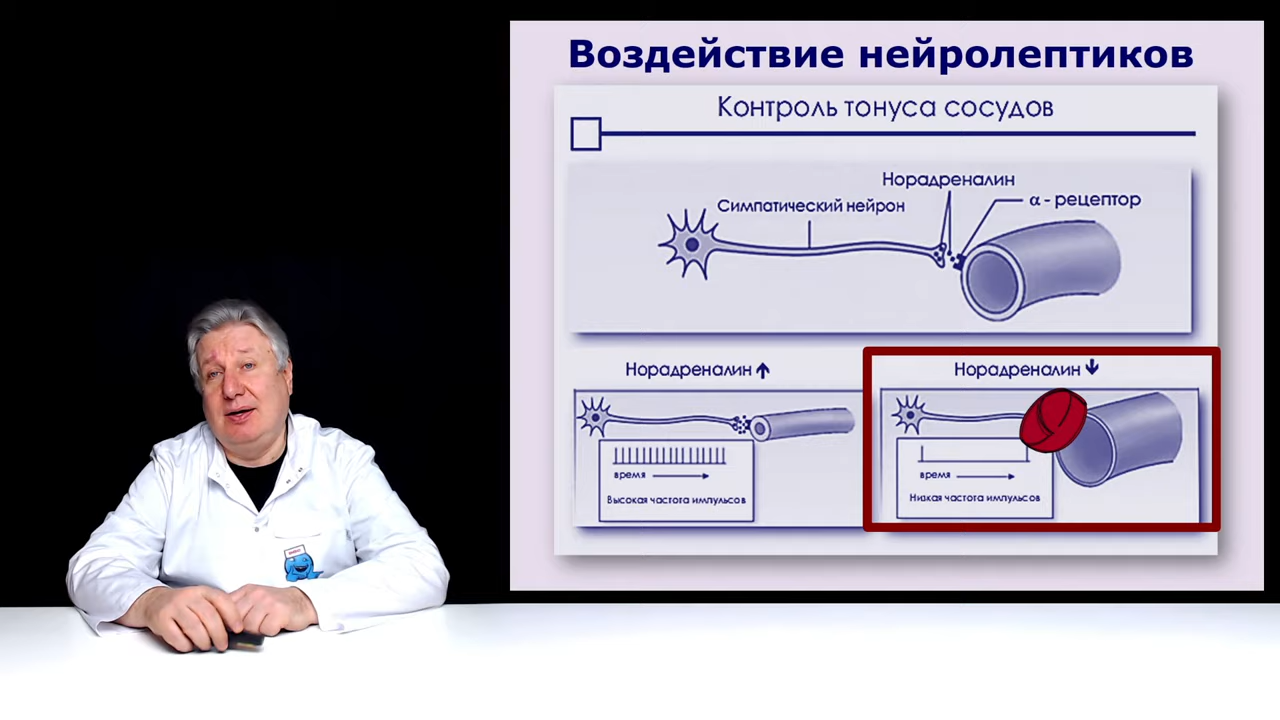 Воздействие нейролептиков
Контроль тонуса сосудов
Норадреналин
Симпатический нейрон
α - рецептор
Норадреналин ↑
время
Высокая частота импульсов
Норадреналин ↓
время
Низкая частота импульсов